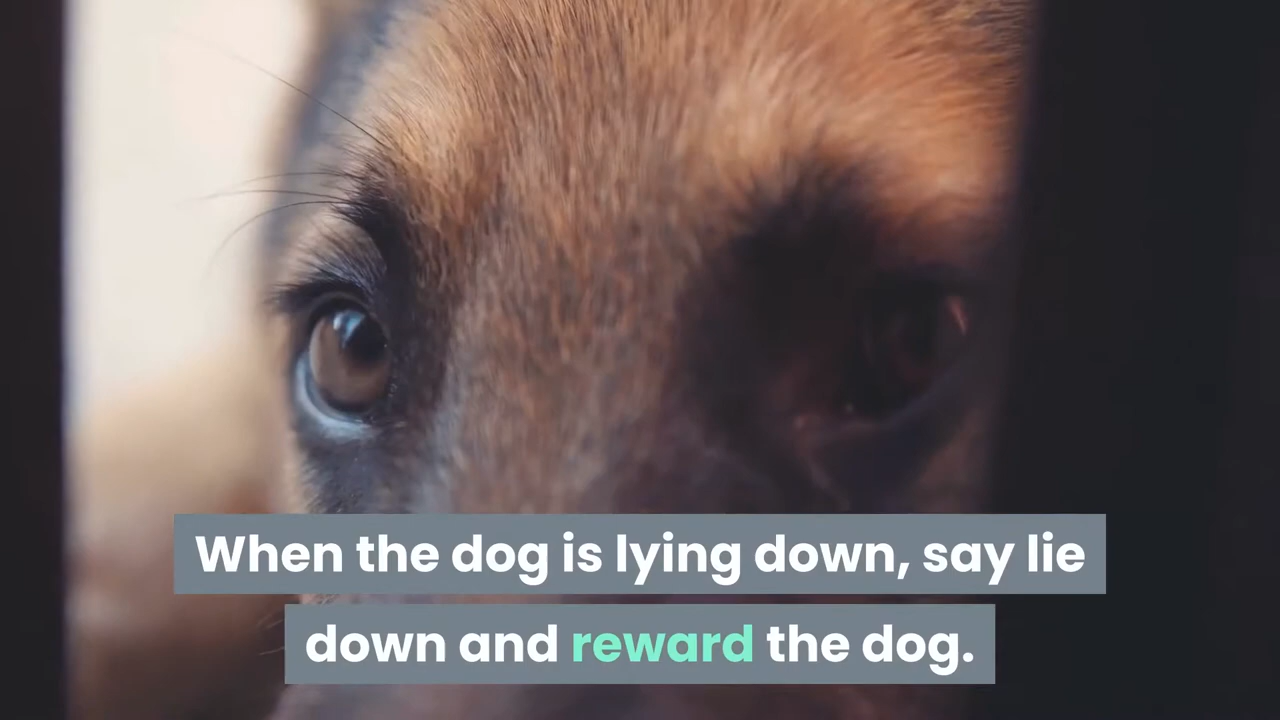 When the dog is lying down, say lie
down and reward the dog.